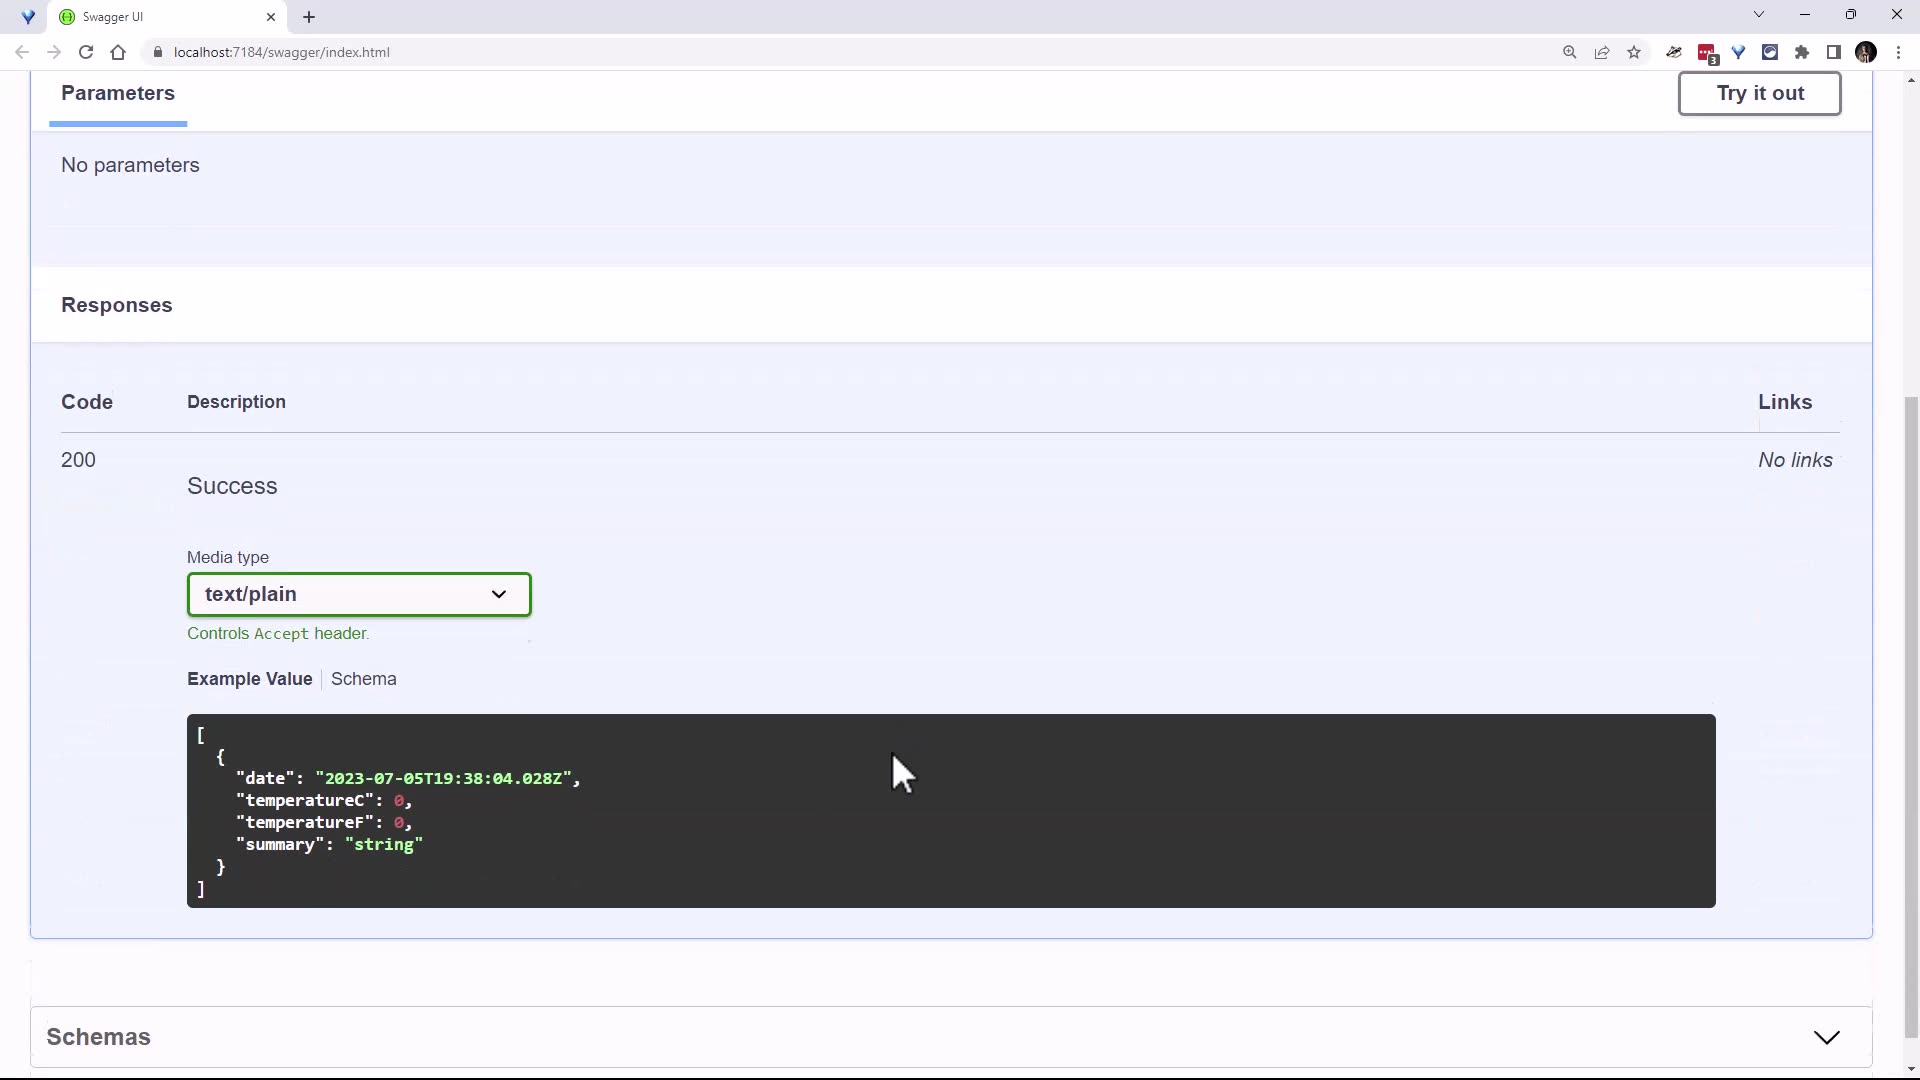 Swagger UI
localhost:7184/swagger/index.html
3
Parameters
Try it out
No parameters
Responses
Code Description Links
200 No links
Success
Media type
text/plain
Controls Accept header.
Example Value Schema
[
{
"date": "2023-07-05T19:38:04.028Z",
"temperatureC": 0,
"temperatureF": 0,
"summary": "string"
}
]
Schemas